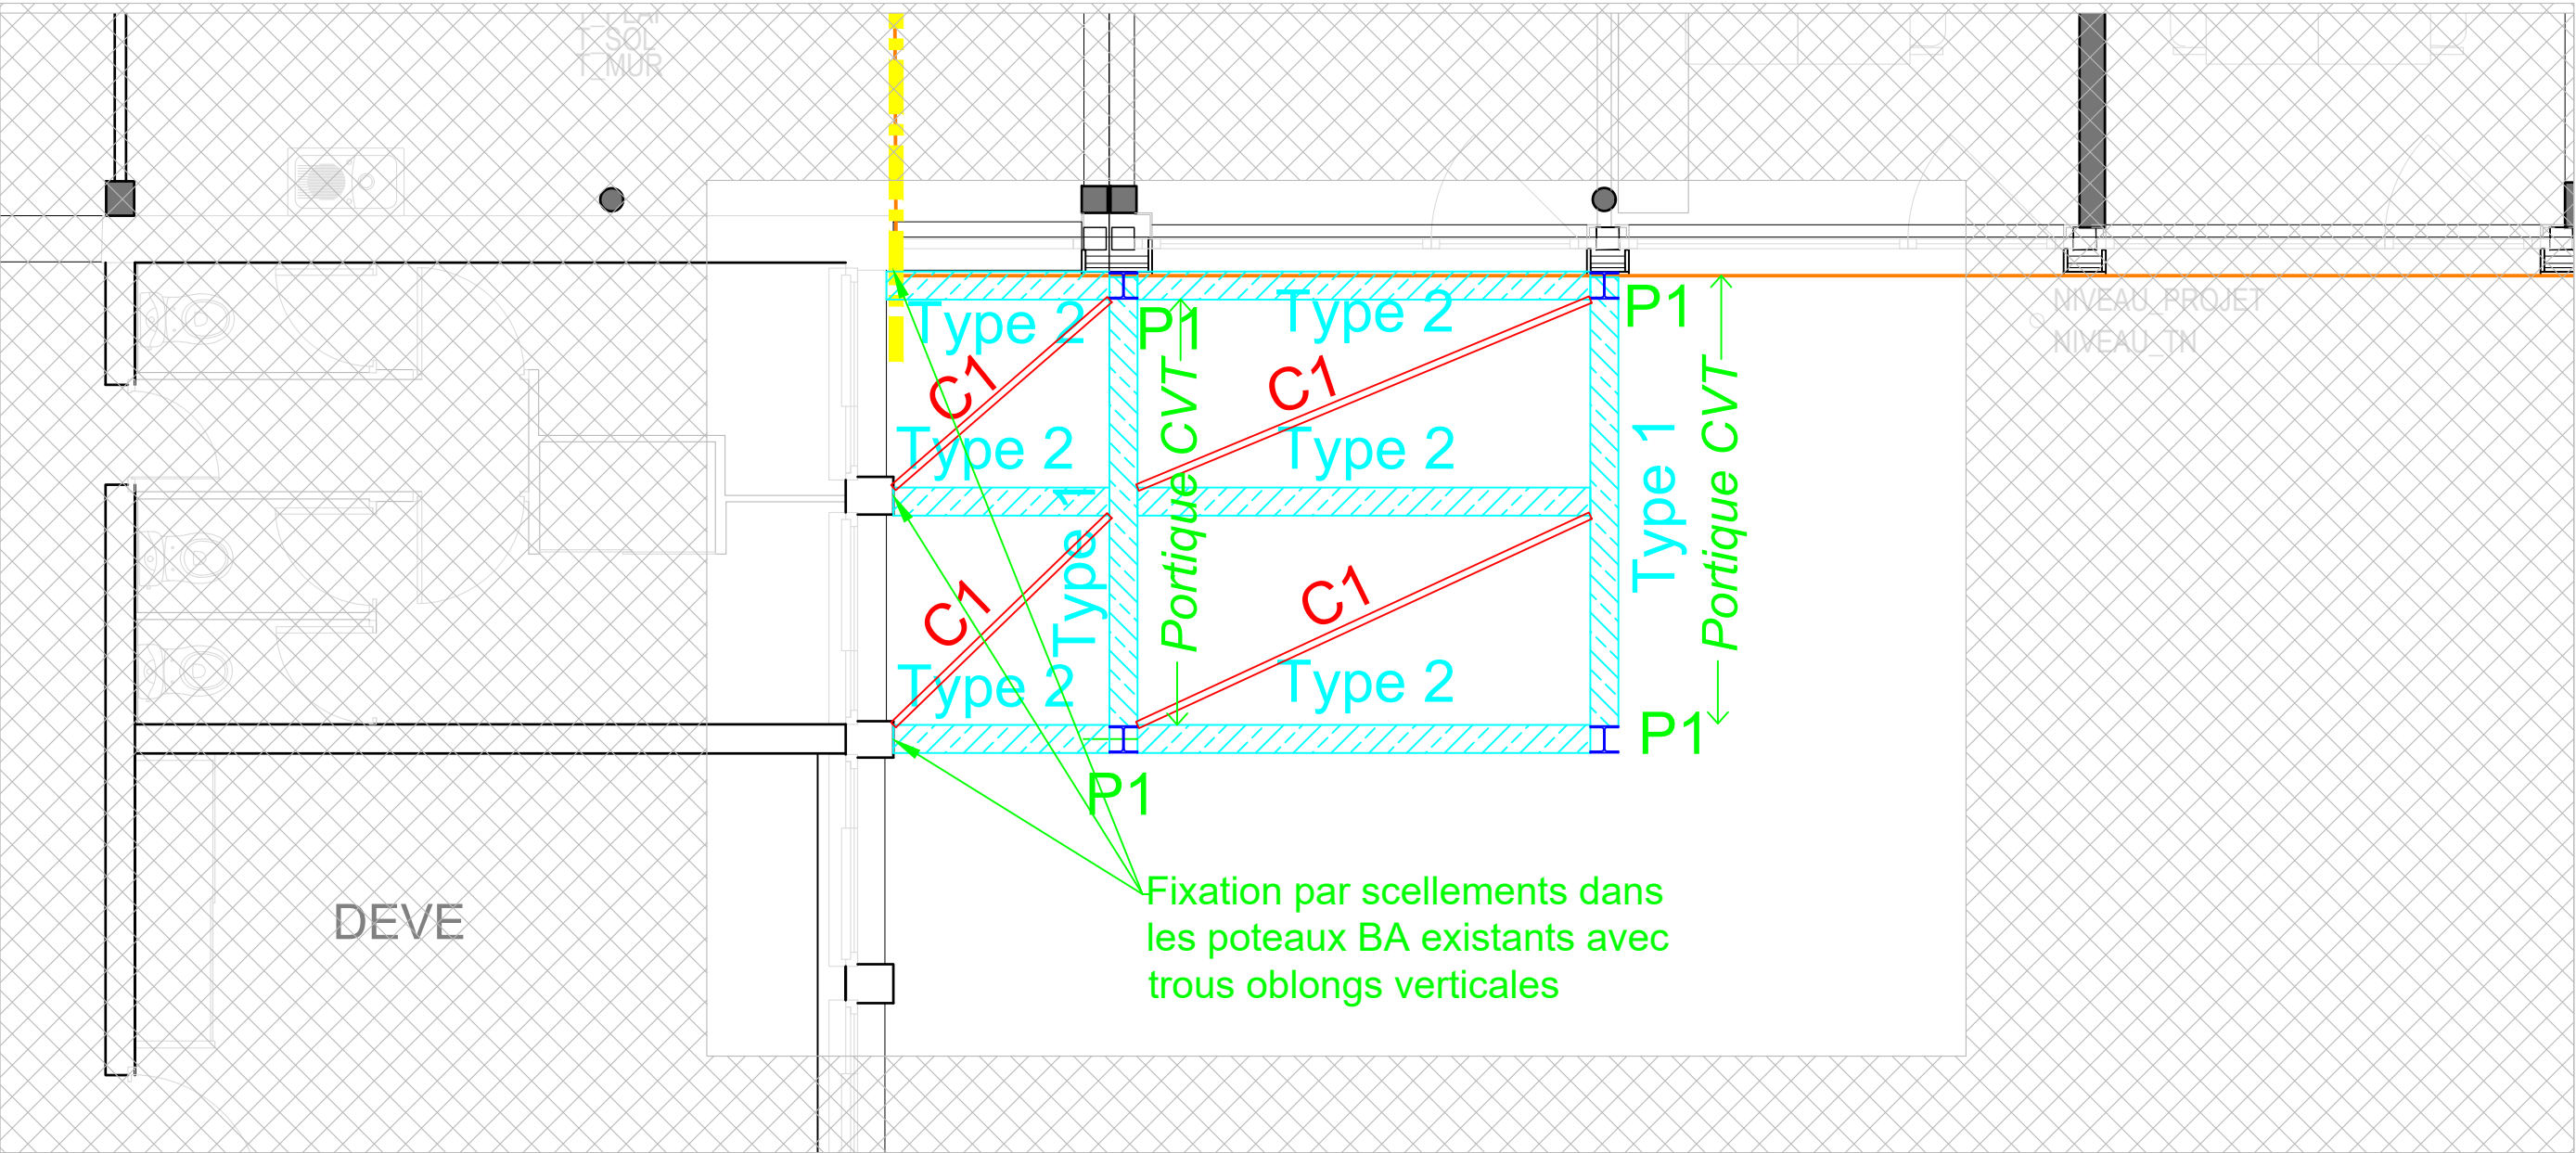 T_SOL
T_MUR
NIVEAU_PROJET
NIVEAU_TN
Type 2
Type 2
P1
P1
C1
C1
Type 2
Type 2
Type 1
Portique CVT
Type 1
Portique CVT
C1
C1
Type 2
Type 2
P1
P1
Fixation par scellements dans
les poteaux BA existants avec
trous oblongs verticales
DEVE